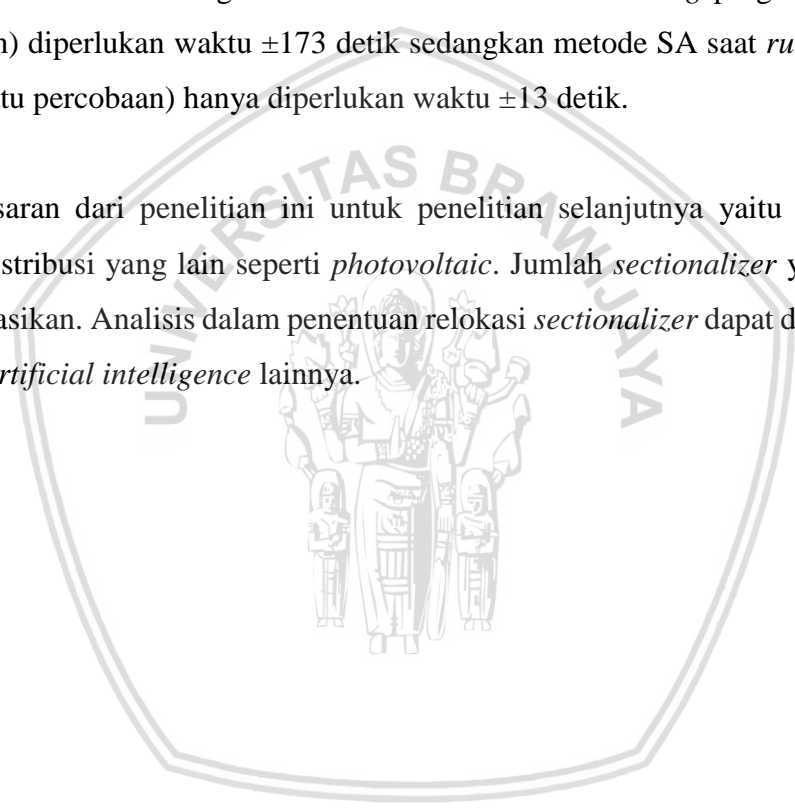 n) diperlukan waktu ±173 detik sedangkan metode SA saat ru
tu percobaan) hanya diperlukan waktu ±13 detik.
UNIVERSITAS BRAWIJAYA
saran dari penelitian ini untuk penelitian selanjutnya yaitu
stribusi yang lain seperti photovoltaic. Jumlah sectionalizer y
asikan. Analisis dalam penentuan relokasi sectionalizer dapat d
rtificial intelligence lainnya.